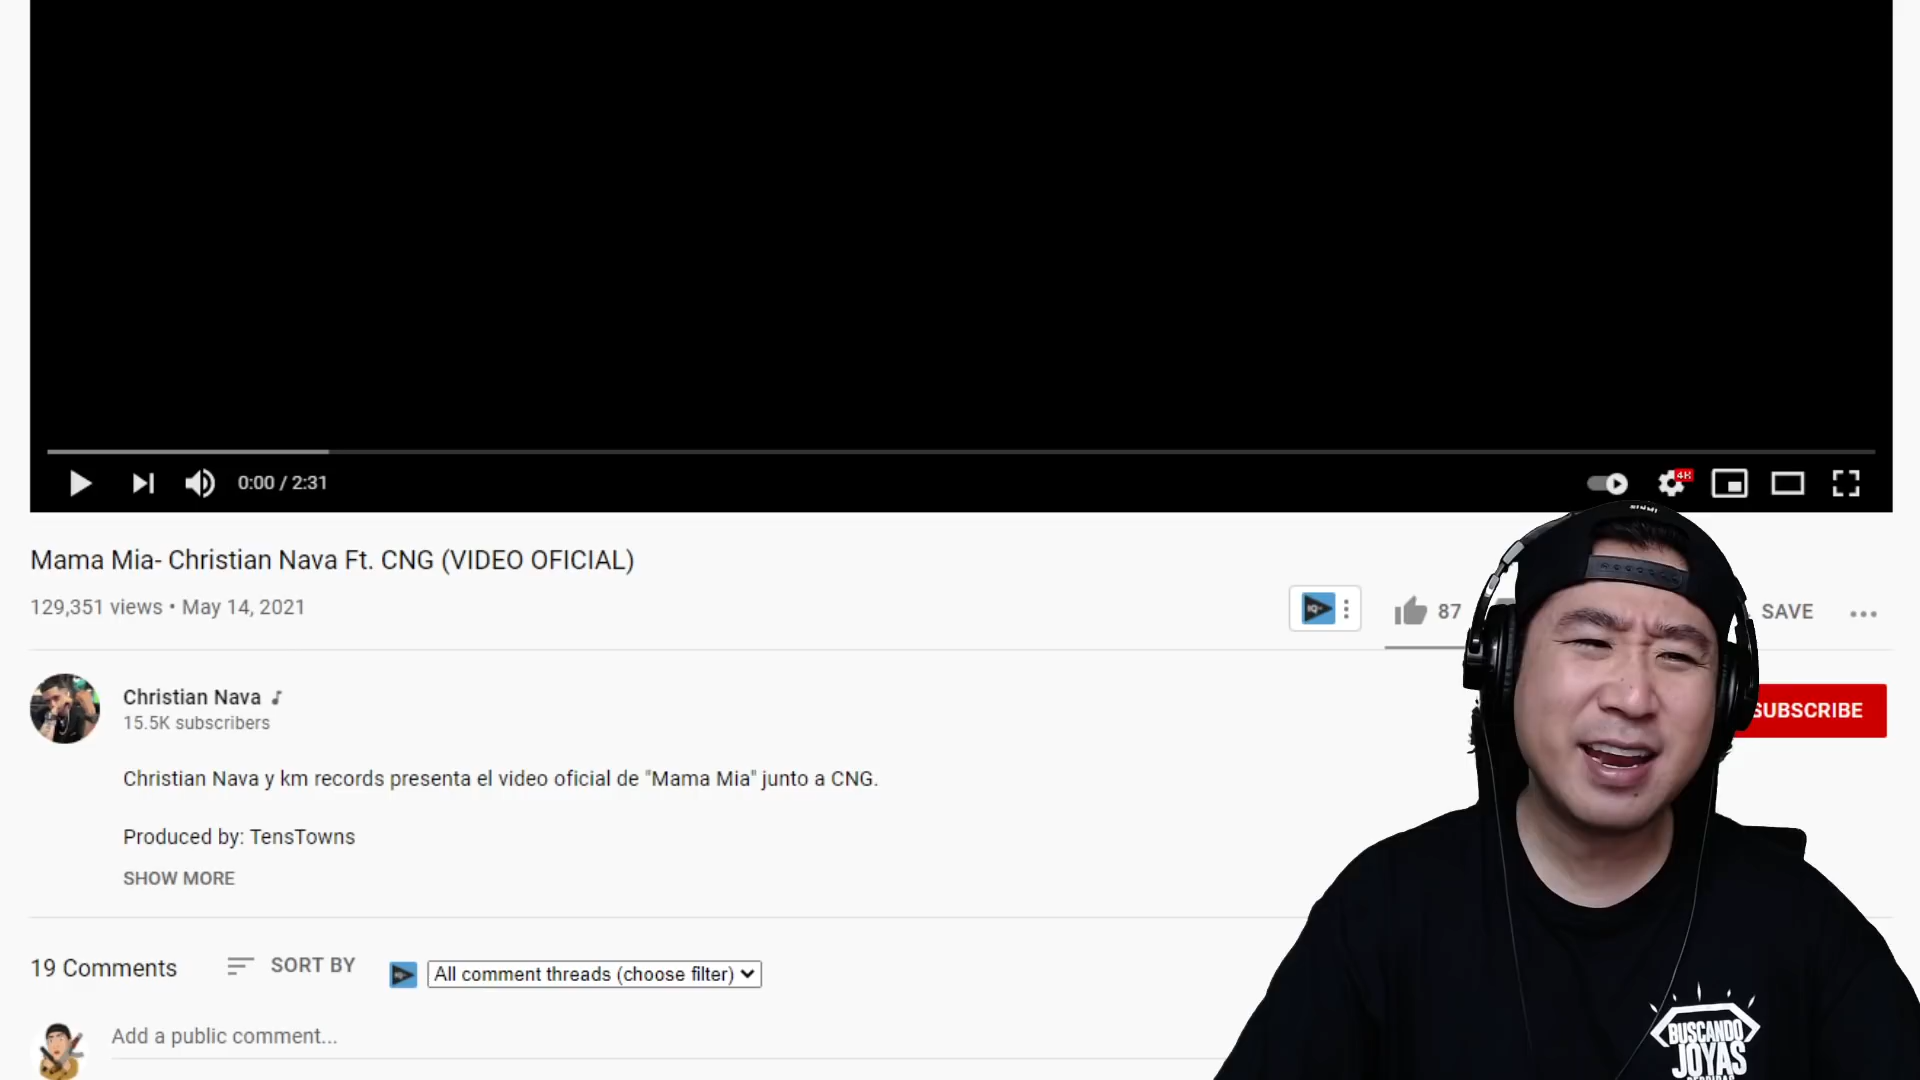 0:00 / 2:31
4K
Mama Mia- Christian Nava Ft. CNG (VIDEO OFICIAL)
129,351 views • May 14, 2021
IQ
87
SAVE
Christian Nava
15.5K subscribers
SUBSCRIBE
Christian Nava y km records presenta el video oficial de "Mama Mia" junto a CNG.
Produced by: TensTowns
SHOW MORE
19 Comments
SORT BY
All comment threads (choose filter)
Add a public comment...
BUSCANDO
JOYAS